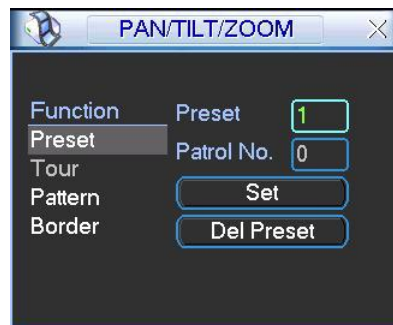 PAN/TILT/ZOOM
Function
Preset
Tour
Pattern
Border
Preset 1
Patrol No. 0
Set
Del Preset